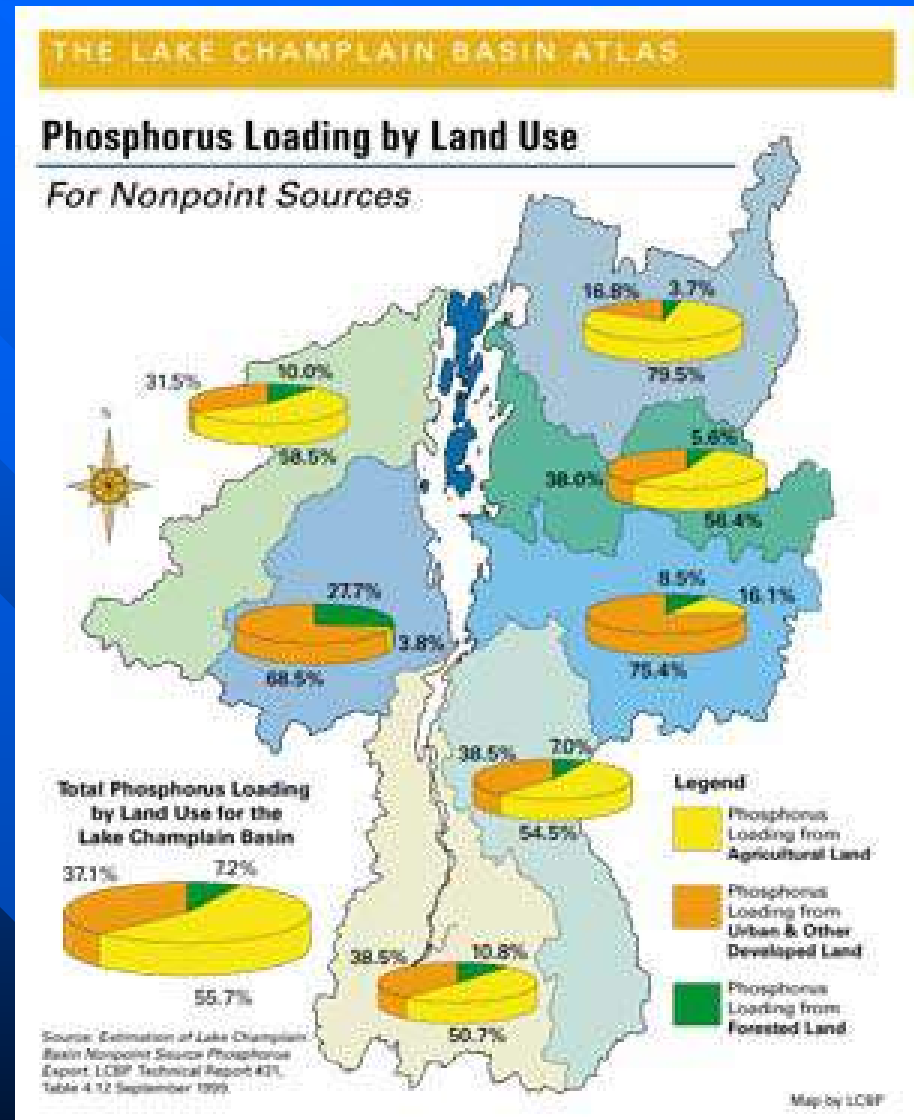 THE LAKE CHAMPLAIN BASIN ATLAS
Phosphorus Loading by Land Use
For Nonpoint Sources
16.8% 3.7%
79.5%
31.5% 10.0%
58.5%
N
5.6%
38.0%
56.4%
27.7%
3.8%
68.5%
8.5%
16.1%
75.4%
38.5% 7.0%
54.5%
Total Phosphorus Loading
by Land Use for the
Lake Champlain Basin
37.1% 7.2%
55.7%
38.5% 10.8%
50.7%
Legend
Phosphorus
Loading from
Agricultural Land
Phosphorus
Loading from
Urban & Other
Developed Land
Phosphorus
Loading from
Forested Land
Source: Estimation of Lake Champlain
Basin Nonpoint Source Phosphorus
Export. LCBP Technical Report #31,
Table 4.12 September 1999.
Map by LCBP